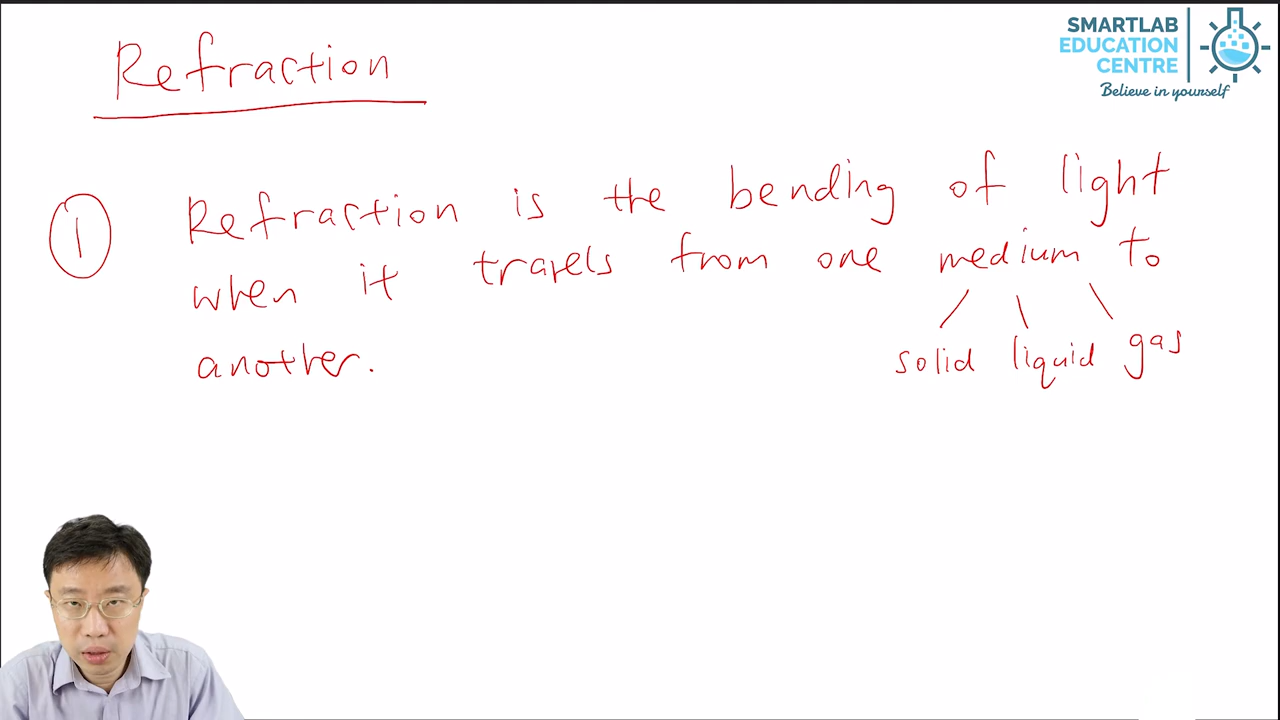 Refraction
SMARTLAB
EDUCATION
CENTRE
Believe in yourself
1 Refraction is the bending of light
when it travels from one medium to
another.
solid liquid gas